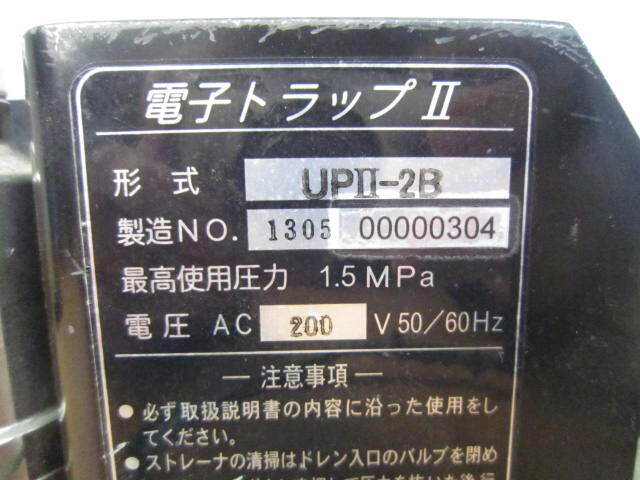 電子トラップⅡ
形式 UPⅡ-2B
製造NO. 1305 00000304
最高使用圧力 1.5MPa
電圧 AC 200 V 50/60Hz
― 注意事項 ―
● 必ず取扱説明書の内容に沿った使用をし
てください。
● ストレーナの清掃はドレン入口のバルブを閉め